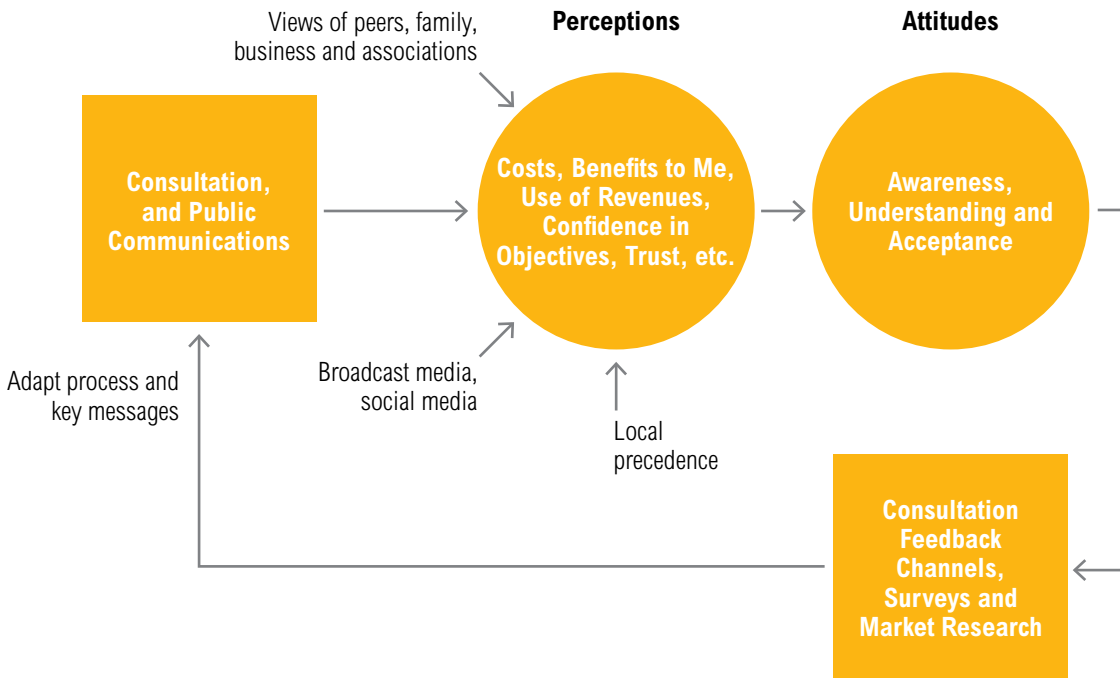 Views of peers, family,
business and associations
Perceptions
Attitudes
Consultation,
and Public
Communications
Costs, Benefits to Me,
Use of Revenues,
Confidence in
Objectives, Trust, etc.
Awareness,
Understanding and
Acceptance
Adapt process and
key messages
Broadcast media,
social media
Local
precedence
Consultation
Feedback
Channels,
Surveys and
Market Research